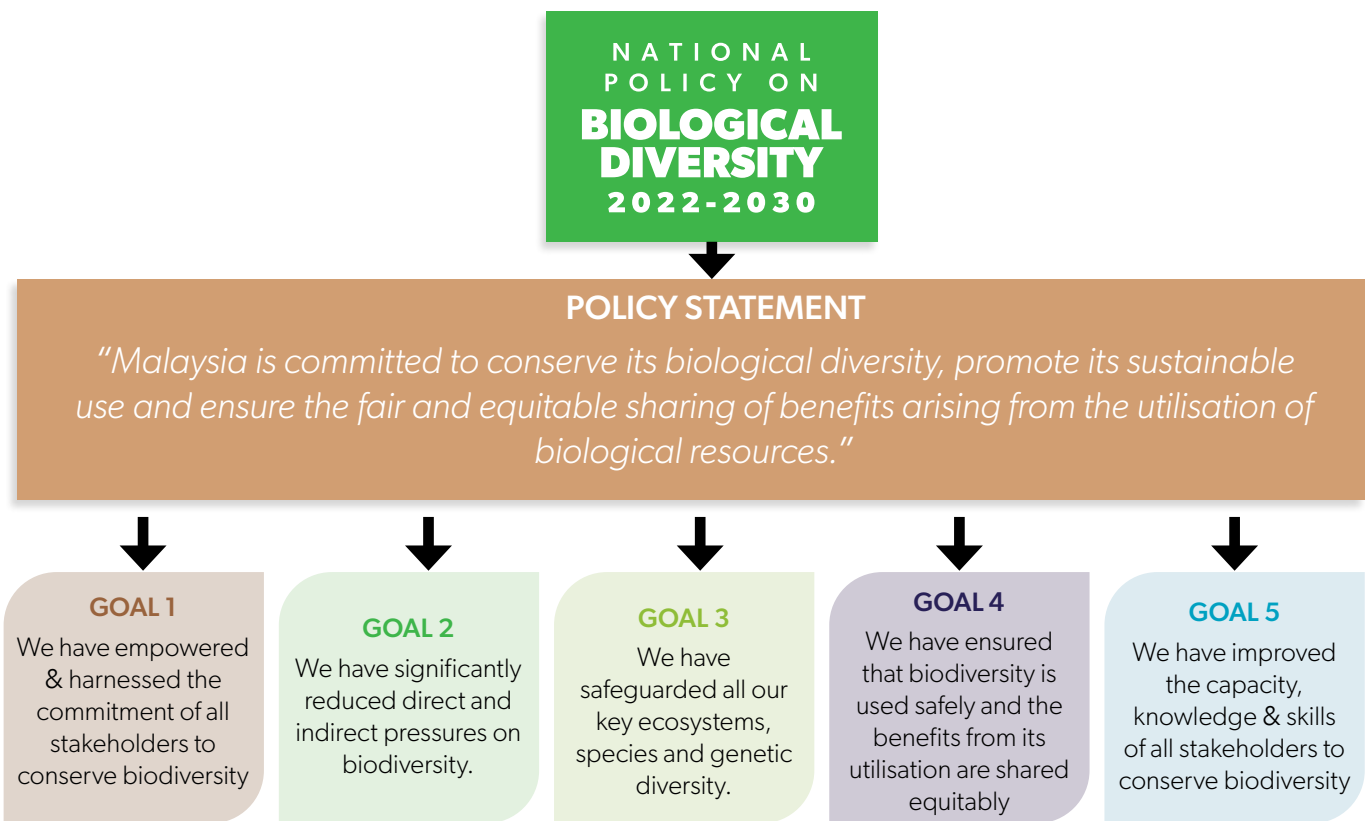 NATIONAL
POLICY ON
BIOLOGICAL
DIVERSITY
2022-2030
POLICY STATEMENT
“Malaysia is committed to conserve its biological diversity, promote its sustainable
use and ensure the fair and equitable sharing of benefits arising from the utilisation of
biological resources.”
GOAL 1
We have empowered
& harnessed the
commitment of all
stakeholders to
conserve biodiversity
GOAL 2
We have significantly
reduced direct and
indirect pressures on
biodiversity.
GOAL 3
We have
safeguarded all our
key ecosystems,
species and genetic
diversity.
GOAL 4
We have ensured
that biodiversity is
used safely and the
benefits from its
utilisation are shared
equitably
GOAL 5
We have improved
the capacity,
knowledge & skills
of all stakeholders to
conserve biodiversity